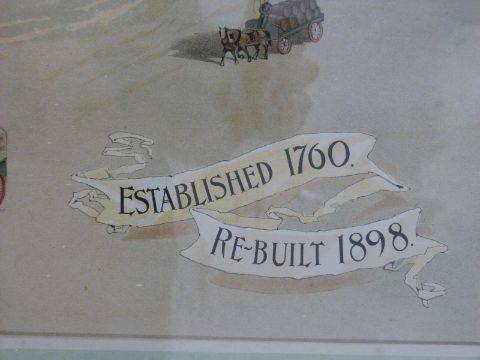 ESTABLISHED 1760.
RE-BUILT 1898.